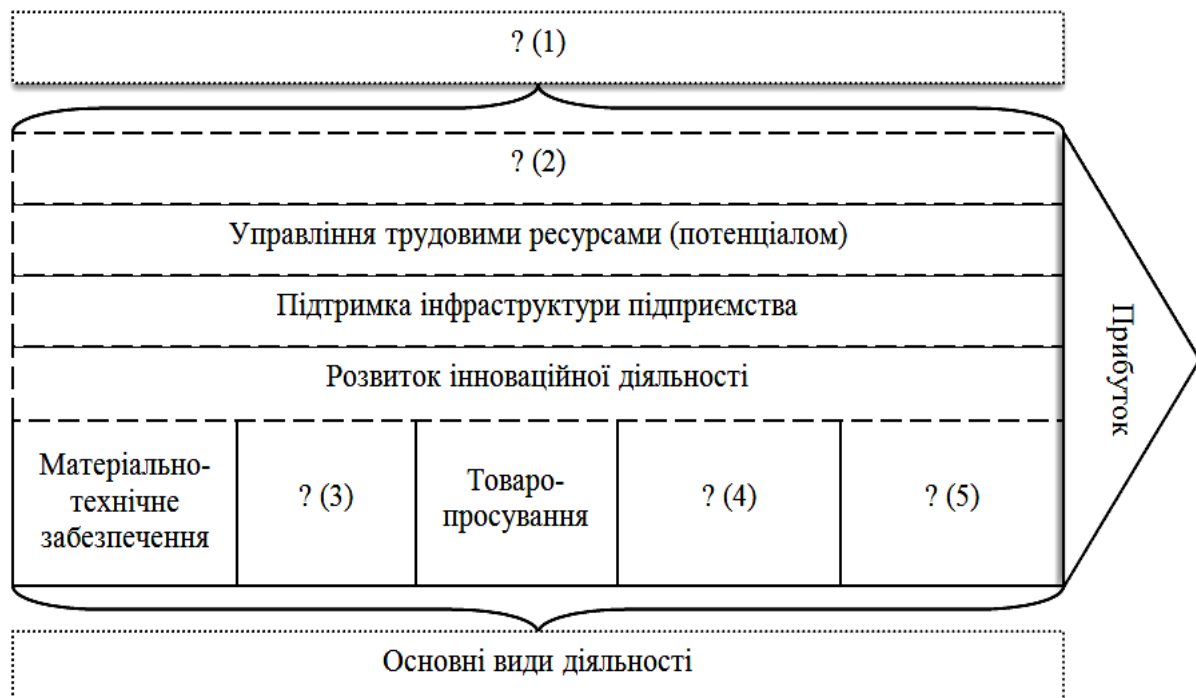 ? (1)
? (2)
Управління трудовими ресурсами (потенціалом)
Підтримка інфраструктури підприємства
Розвиток інноваційної діяльності
Матеріально-
технічне
забезпечення
? (3)
Товаро-
просування
? (4)
? (5)
Прибуток
Основні види діяльності